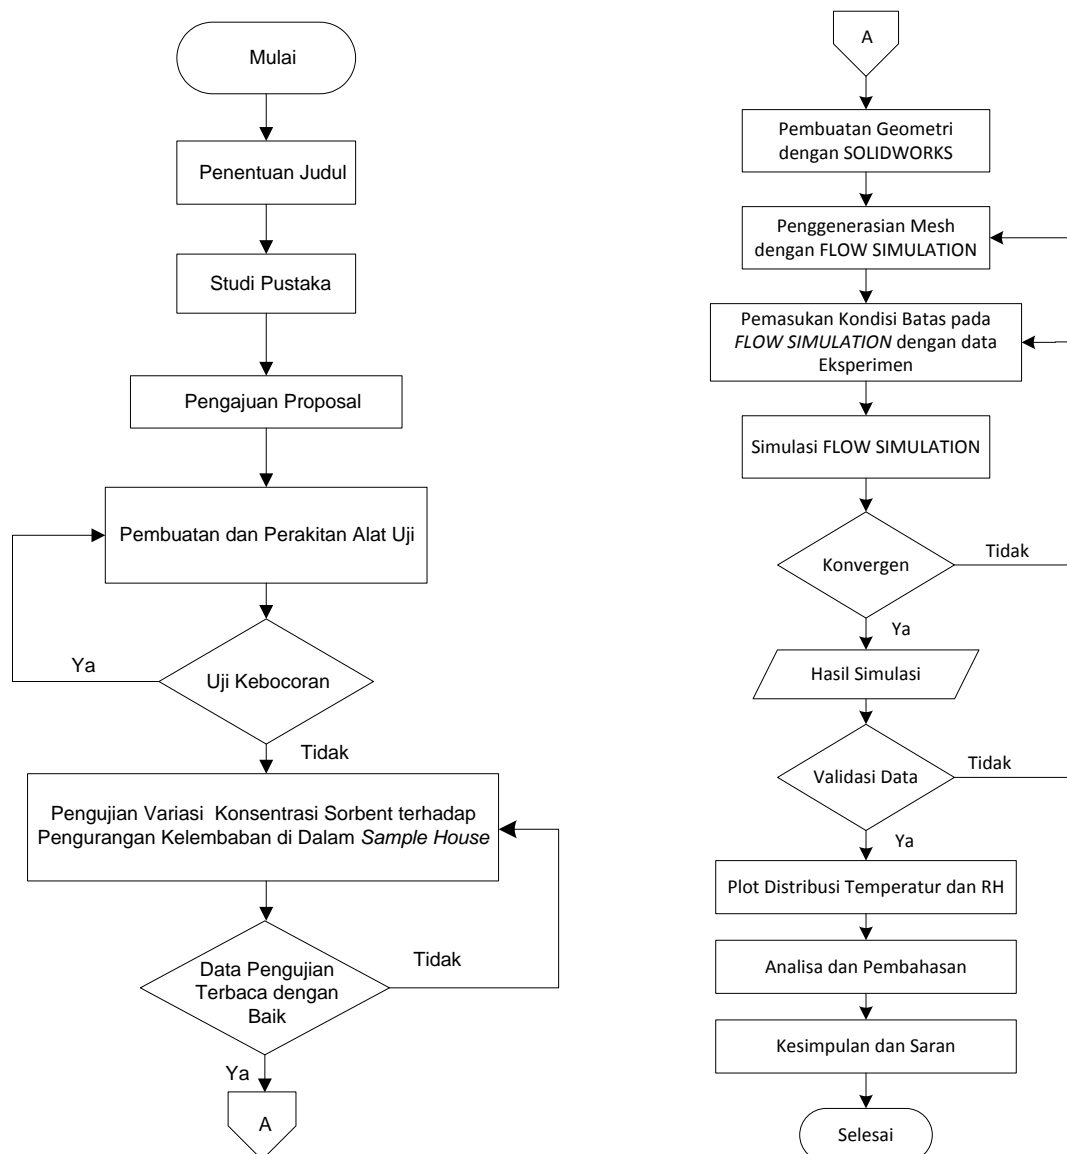 Mulai
Penentuan Judul
Studi Pustaka
Pengajuan Proposal
Pembuatan dan Perakitan Alat Uji
Ya
Uji Kebocoran
Tidak
Pengujian Variasi Konsentrasi Sorbent terhadap
Pengurangan Kelembaban di Dalam Sample House
Data Pengujian
Terbaca dengan
Baik
Tidak
Ya
A
A
Pembuatan Geometri
dengan SOLIDWORKS
Penggenerasian Mesh
dengan FLOW SIMULATION
Pemasukan Kondisi Batas pada
FLOW SIMULATION dengan data
Eksperimen
Simulasi FLOW SIMULATION
Konvergen
Tidak
Ya
Hasil Simulasi
Validasi Data
Tidak
Ya
Plot Distribusi Temperatur dan RH
Analisa dan Pembahasan
Kesimpulan dan Saran
Selesai